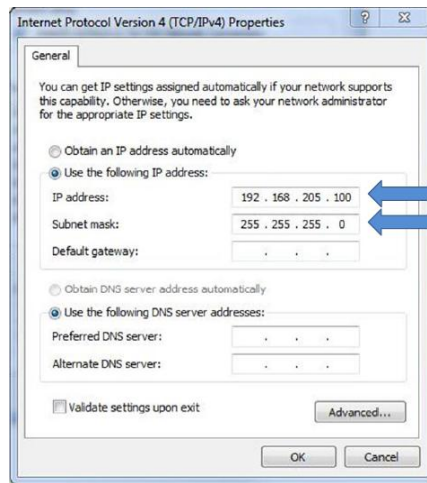 Internet Protocol Version 4 (TCP/IPv4) Properties
General
You can get IP settings assigned automatically if your network supports
this capability. Otherwise, you need to ask your network administrator
for the appropriate IP settings.
Obtain an IP address automatically
Use the following IP address:
IP address: 192 . 168 . 205 . 100
Subnet mask: 255 . 255 . 255 . 0
Default gateway: . . .
Obtain DNS server address automatically
Use the following DNS server addresses:
Preferred DNS server: . . .
Alternate DNS server: . . .
Validate settings upon exit
Advanced...
OK Cancel